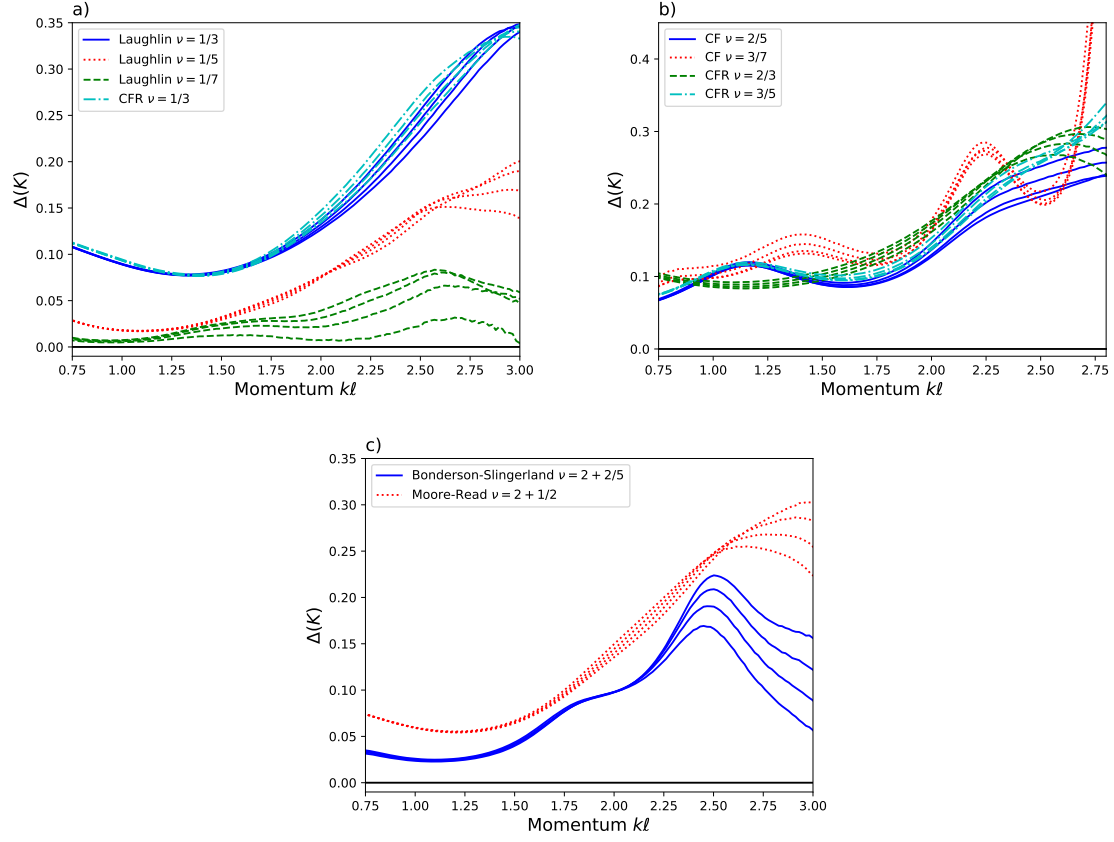 a)
0.35
0.30
0.25
0.20
0.15
0.10
0.05
0.00
Δ(K)
Laughlin ν = 1/3
Laughlin ν = 1/5
Laughlin ν = 1/7
CFR ν = 1/3
0.75 1.00 1.25 1.50 1.75 2.00 2.25 2.50 2.75 3.00
Momentum kℓ
b)
0.4
0.3
0.2
0.1
0.0
Δ(K)
CF ν = 2/5
CF ν = 3/7
CFR ν = 2/3
CFR ν = 3/5
0.75 1.00 1.25 1.50 1.75 2.00 2.25 2.50 2.75
Momentum kℓ
c)
0.35
0.30
0.25
0.20
0.15
0.10
0.05
0.00
Δ(K)
Bonderson-Slingerland ν = 2 + 2/5
Moore-Read ν = 2 + 1/2
0.75 1.00 1.25 1.50 1.75 2.00 2.25 2.50 2.75 3.00
Momentum kℓ